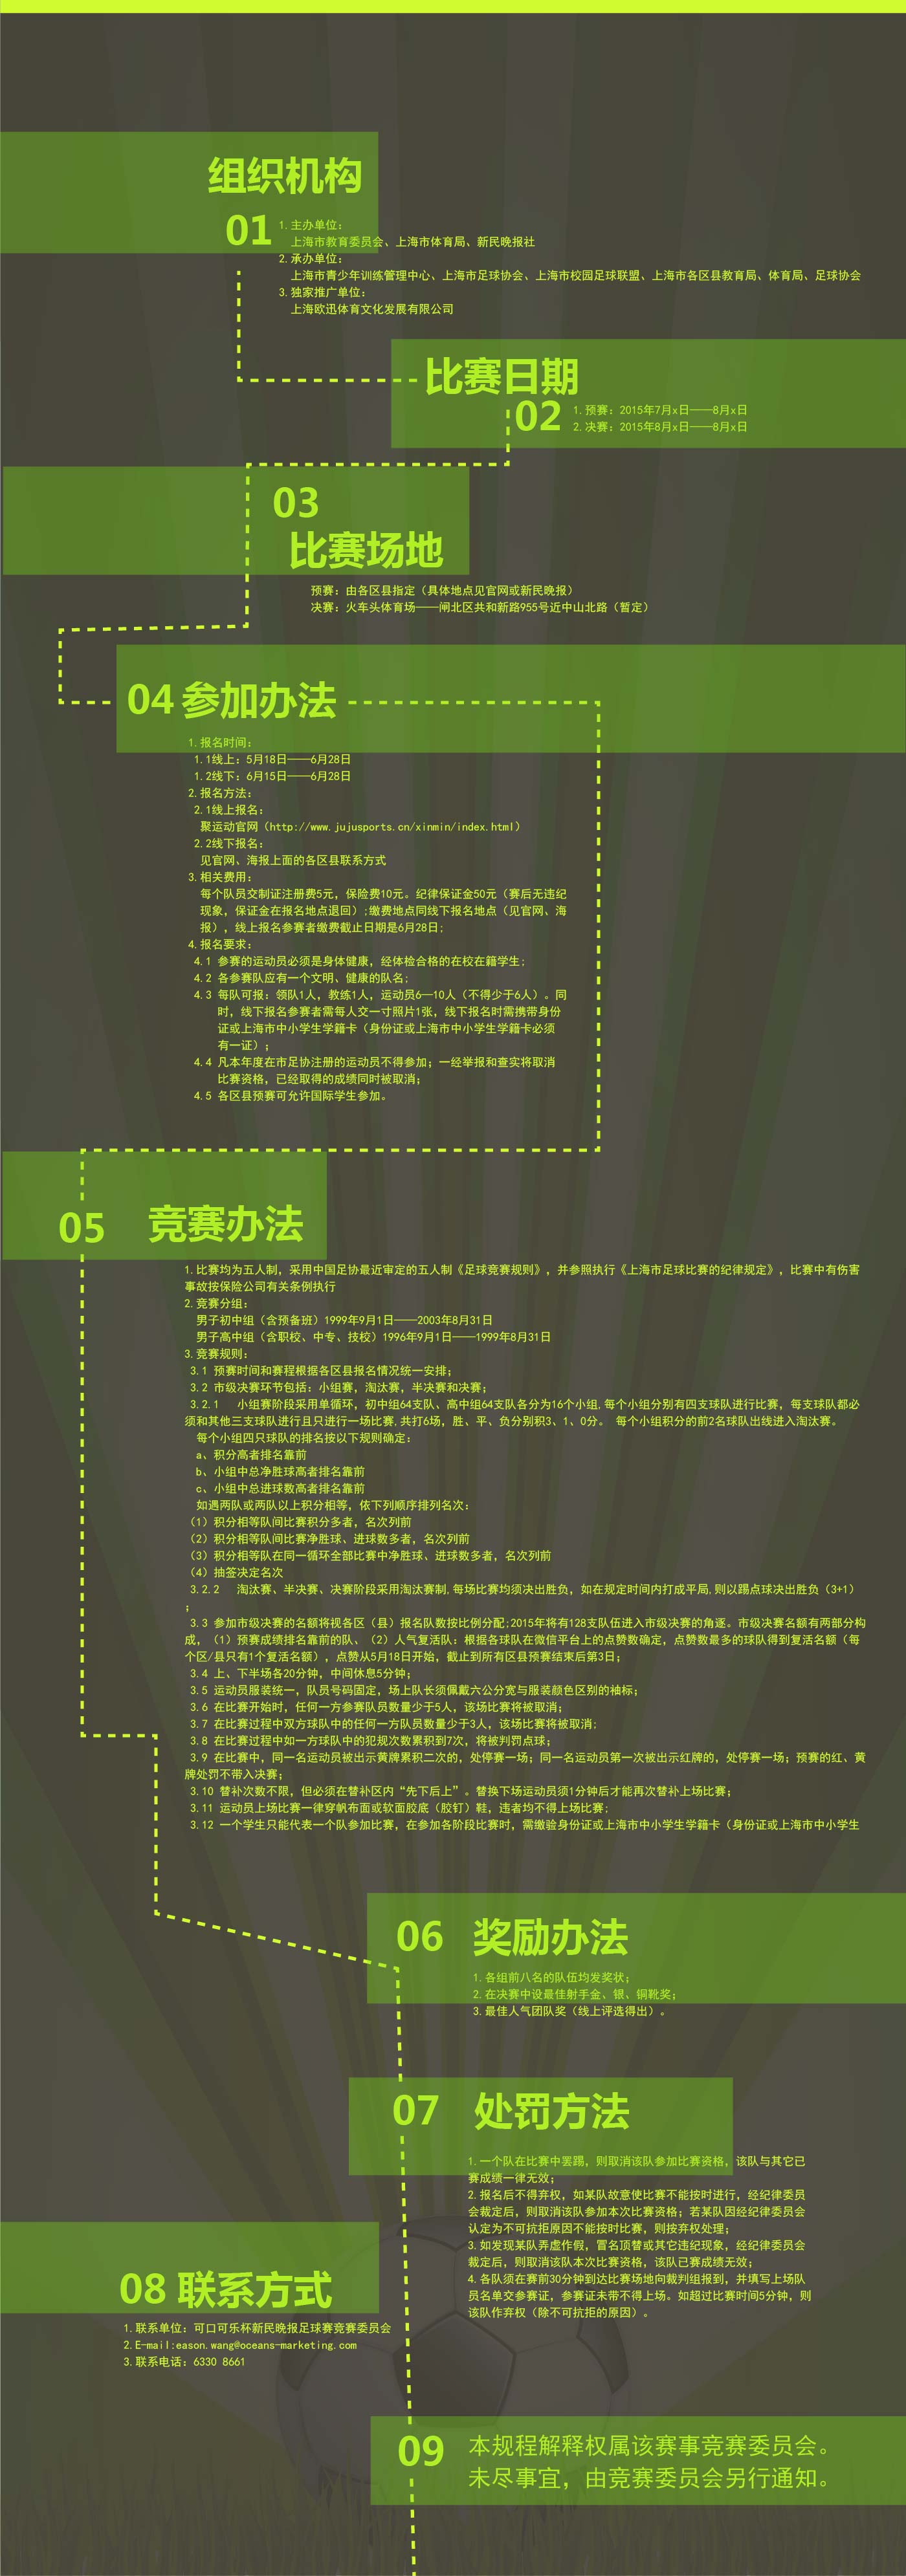 组织机构
01
1.主办单位：
上海市教育委员会、上海市体育局、新民晚报社
2.承办单位：
上海市青少年训练管理中心、上海市足球协会、上海市校园足球联盟、上海市各区县教育局、体育局、足球协会
3.独家推广单位：
上海欧迅体育文化发展有限公司
比赛日期
02
1.预赛：2015年7月x日——8月x日
2.决赛：2015年8月x日——8月x日
03
比赛场地
预赛：由各区县指定（具体地点见官网或新民晚报）
决赛：火车头体育场——闸北区共和新路955号近中山北路（暂定）
04 参加办法
1.报名时间：
1.1线上：5月18日——6月28日
1.2线下：6月15日——6月28日
2.报名方法：
2.1线上报名：
聚运动官网（http://www.jujusports.cn/xinmin/index.html）
2.2线下报名：
见官网、海报上面的各区县联系方式
3.相关费用：
每个队员交制证注册费5元，保险费10元。纪律保证金50元（赛后无违纪
现象，保证金在报名地点退回）;缴费地点同线下报名地点（见官网、海
报），线上报名参赛者缴费截止日期是6月28日;
4.报名要求：
4.1 参赛的运动员必须是身体健康，经体检合格的在校在籍学生;
4.2 各参赛队应有一个文明、健康的队名;
4.3 每队可报：领队1人，教练1人，运动员6—10人（不得少于6人）。同
时，线下报名参赛者需每人交一寸照片1张，线下报名时需携带身份
证或上海市中小学生学籍卡（身份证或上海市中小学生学籍卡必须
有一证）；
4.4 凡本年度在市足协注册的运动员不得参加；一经举报和查实将取消
比赛资格，已经取得的成绩同时被取消；
4.5 各区县预赛可允许国际学生参加。
05 竞赛办法
1.比赛均为五人制，采用中国足协最近审定的五人制《足球竞赛规则》，并参照执行《上海市足球比赛的纪律规定》，比赛中有伤害
事故按保险公司有关条例执行
2.竞赛分组：
男子初中组（含预备班）1999年9月1日——2003年8月31日
男子高中组（含职校、中专、技校）1996年9月1日——1999年8月31日
3.竞赛规则：
3.1 预赛时间和赛程根据各区县报名情况统一安排；
3.2 市级决赛环节包括：小组赛，淘汰赛，半决赛和决赛；
3.2.1 小组赛阶段采用单循环，初中组64支队、高中组64支队各分为16个小组,每个小组分别有四支球队进行比赛，每支球队都必
须和其他三支球队进行且只进行一场比赛,共打6场，胜、平、负分别积3、1、0分。 每个小组积分的前2名球队出线进入淘汰赛。
每个小组四只球队的排名按以下规则确定：
a、积分高者排名靠前
b、小组中总净胜球高者排名靠前
c、小组中总进球数高者排名靠前
如遇两队或两队以上积分相等，依下列顺序排列名次：
（1）积分相等队间比赛积分多者，名次列前
（2）积分相等队间比赛净胜球、进球数多者，名次列前
（3）积分相等队在同一循环全部比赛中净胜球、进球数多者，名次列前
（4）抽签决定名次
3.2.2 淘汰赛、半决赛、决赛阶段采用淘汰赛制,每场比赛均须决出胜负，如在规定时间内打成平局,则以踢点球决出胜负（3+1）
；
3.3 参加市级决赛的名额将视各区（县）报名队数按比例分配;2015年将有128支队伍进入市级决赛的角逐。市级决赛名额有两部分构
成，（1）预赛成绩排名靠前的队、（2）人气复活队：根据各球队在微信平台上的点赞数确定，点赞数最多的球队得到复活名额（每
个区/县只有1个复活名额），点赞从5月18日开始，截止到所有区县预赛结束后第3日；
3.4 上、下半场各20分钟，中间休息5分钟；
3.5 运动员服装统一，队员号码固定，场上队长须佩戴六公分宽与服装颜色区别的袖标；
3.6 在比赛开始时，任何一方参赛队员数量少于5人，该场比赛将被取消；
3.7 在比赛过程中双方球队中的任何一方队员数量少于3人，该场比赛将被取消;
3.8 在比赛过程中如一方球队中的犯规次数累积到7次，将被判罚点球；
3.9 在比赛中，同一名运动员被出示黄牌累积二次的，处停赛一场；同一名运动员第一次被出示红牌的，处停赛一场；预赛的红、黄
牌处罚不带入决赛；
3.10 替补次数不限，但必须在替补区内“先下后上”。替换下场运动员须1分钟后才能再次替补上场比赛；
3.11 运动员上场比赛一律穿帆布面或软面胶底（胶钉）鞋，违者均不得上场比赛;
3.12 一个学生只能代表一个队参加比赛，在参加各阶段比赛时，需缴验身份证或上海市中小学生学籍卡（身份证或上海市中小学生
06 奖励办法
1.各组前八名的队伍均发奖状；
2.在决赛中设最佳射手金、银、铜靴奖；
3.最佳人气团队奖（线上评选得出）。
07 处罚方法
1.一个队在比赛中罢踢，则取消该队参加比赛资格，该队与其它已
赛成绩一律无效；
2.报名后不得弃权，如某队故意使比赛不能按时进行，经纪律委员
会裁定后，则取消该队参加本次比赛资格；若某队因经纪律委员会
认定为不可抗拒原因不能按时比赛，则按弃权处理；
3.如发现某队弄虚作假，冒名顶替或其它违纪现象，经纪律委员会
裁定后，则取消该队本次比赛资格，该队已赛成绩无效；
4.各队须在赛前30分钟到达比赛场地向裁判组报到，并填写上场队
员名单交参赛证，参赛证未带不得上场。如超过比赛时间5分钟，则
该队作弃权（除不可抗拒的原因）。
08 联系方式
1.联系单位：可口可乐杯新民晚报足球赛竞赛委员会
2.E-mail:eason.wang@oceans-marketing.com
3.联系电话：6330 8661
09
本规程解释权属该赛事竞赛委员会。
未尽事宜，由竞赛委员会另行通知。